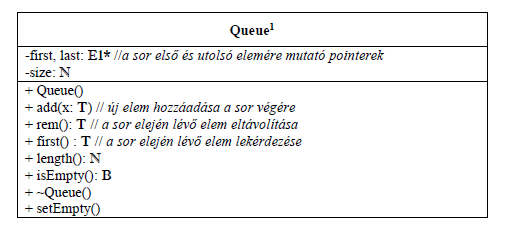 Queue¹
-first, last: E1* //a sor első és utolsó elemére mutató pointerek
-size: N
+ Queue()
+ add(x: T) // új elem hozzáadása a sor végére
+ rem(): T // a sor elején lévő elem eltávolítása
+ first() : T // a sor elején lévő elem lekérdezése
+ length(): N
+ isEmpty(): B
+ ~Queue()
+ setEmpty()